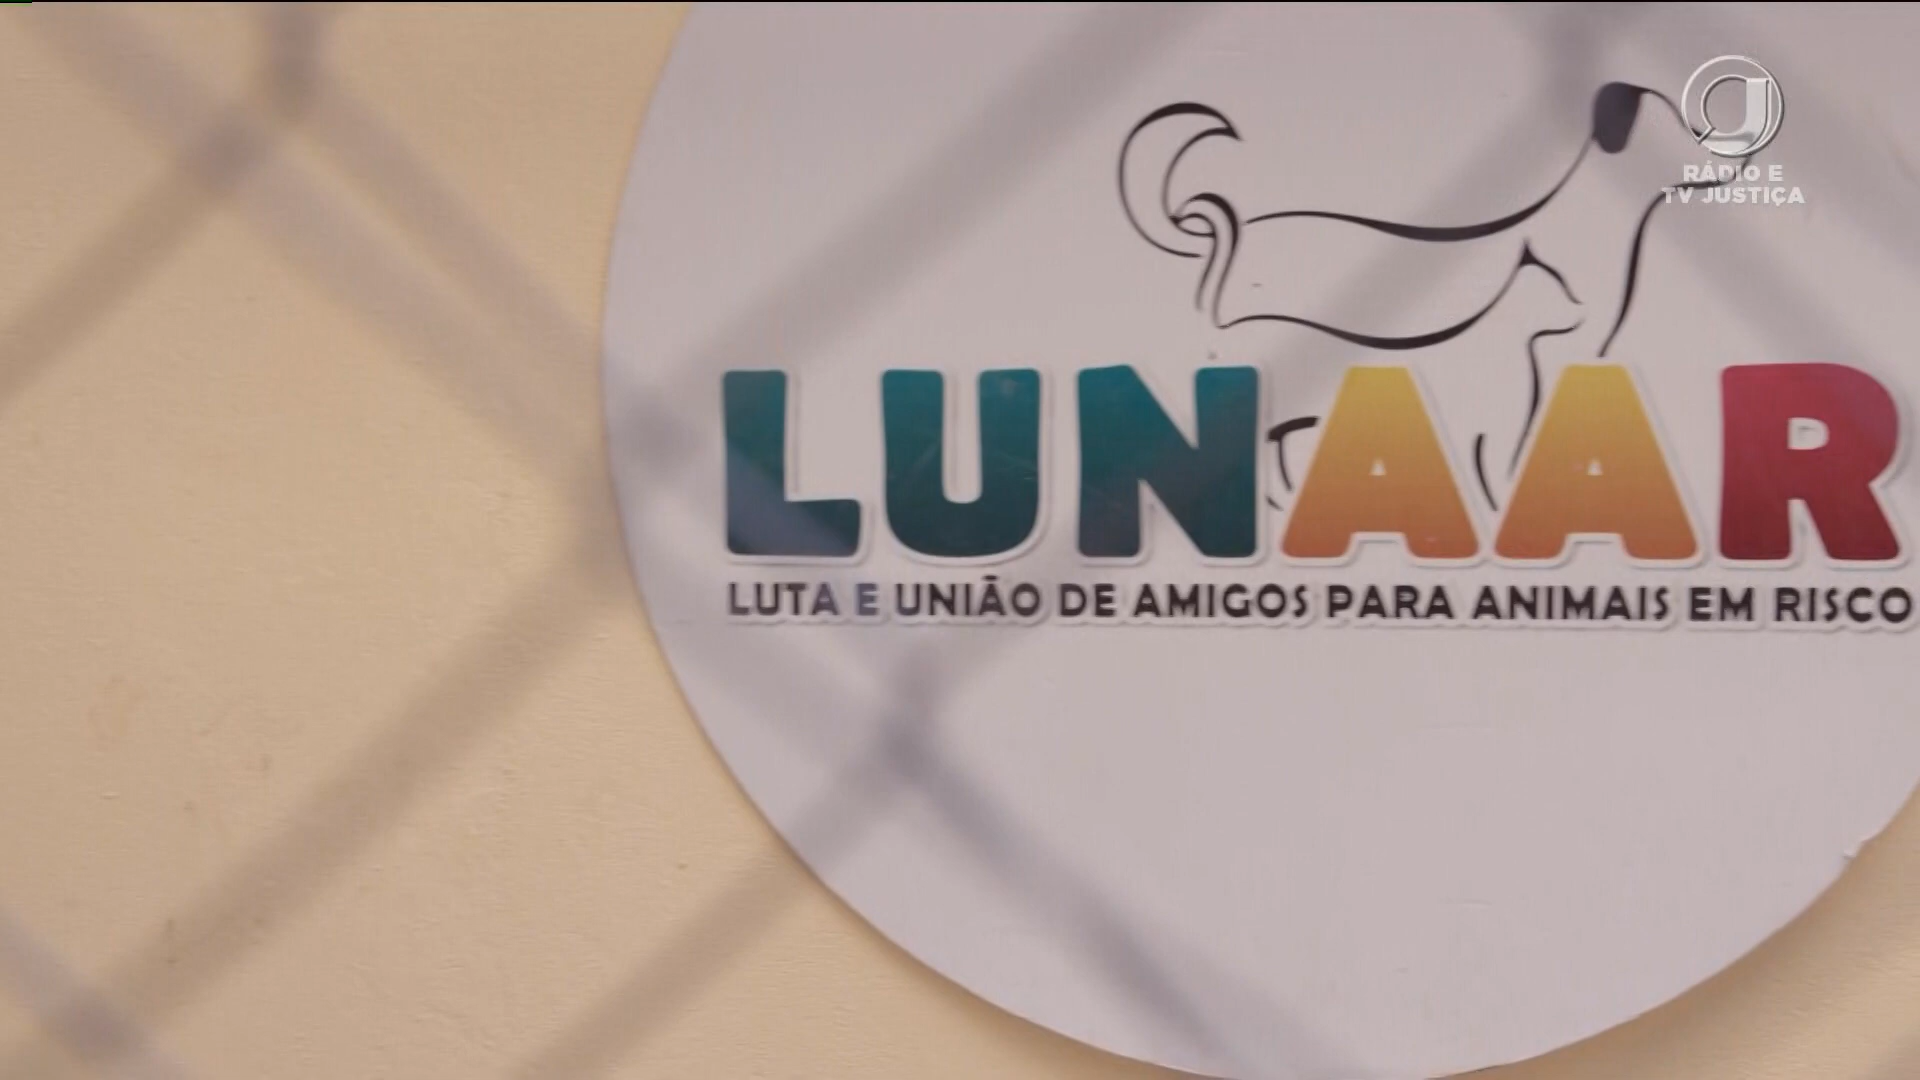 RÁDIO E
TV JUSTIÇA
LUNAAR
LUTA E UNIÃO DE AMIGOS PARA ANIMAIS EM RISCO